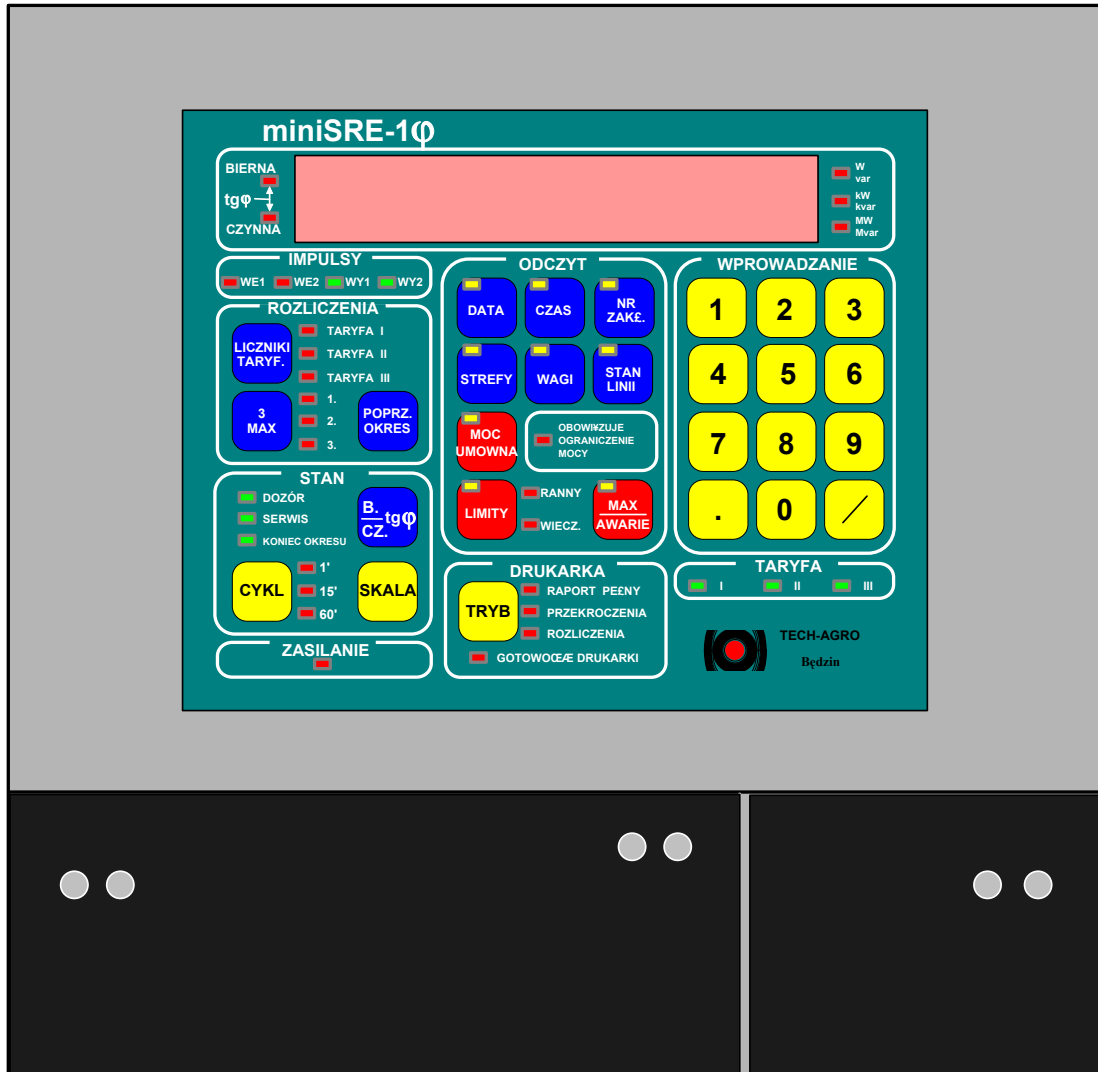 miniSRE-1φ
BIERNA
tgφ
CZYNNA
W
var
kW
kvar
MW
Mvar
IMPULSY
WE1 WE2 WY1 WY2
ROZLICZENIA
LICZNIKI
TARYF.
TARYFA I
TARYFA II
TARYFA III
3
MAX
1.
2.
3.
POPRZ.
OKRES
STAN
DOZÓR
SERWIS
KONIEC OKRESU
B.
CZ.
tgφ
CYKL
1'
15'
60'
SKALA
ZASILANIE
ODCZYT
DATA
CZAS
NR
ZAK£.
STREFY
WAGI
STAN
LINII
MOC
UMOWNA
OBOWI¥ZUJE
OGRANICZENIE
MOCY
LIMITY
RANNY
WIECZ.
MAX
AWARIE
DRUKARKA
TRYB
RAPORT PE£NY
PRZEKROCZENIA
ROZLICZENIA
GOTOWOŒÆ DRUKARKI
WPROWADZANIE
1 2 3
4 5 6
7 8 9
. 0 /
TARYFA
I II III
TECH-AGRO
Będzin